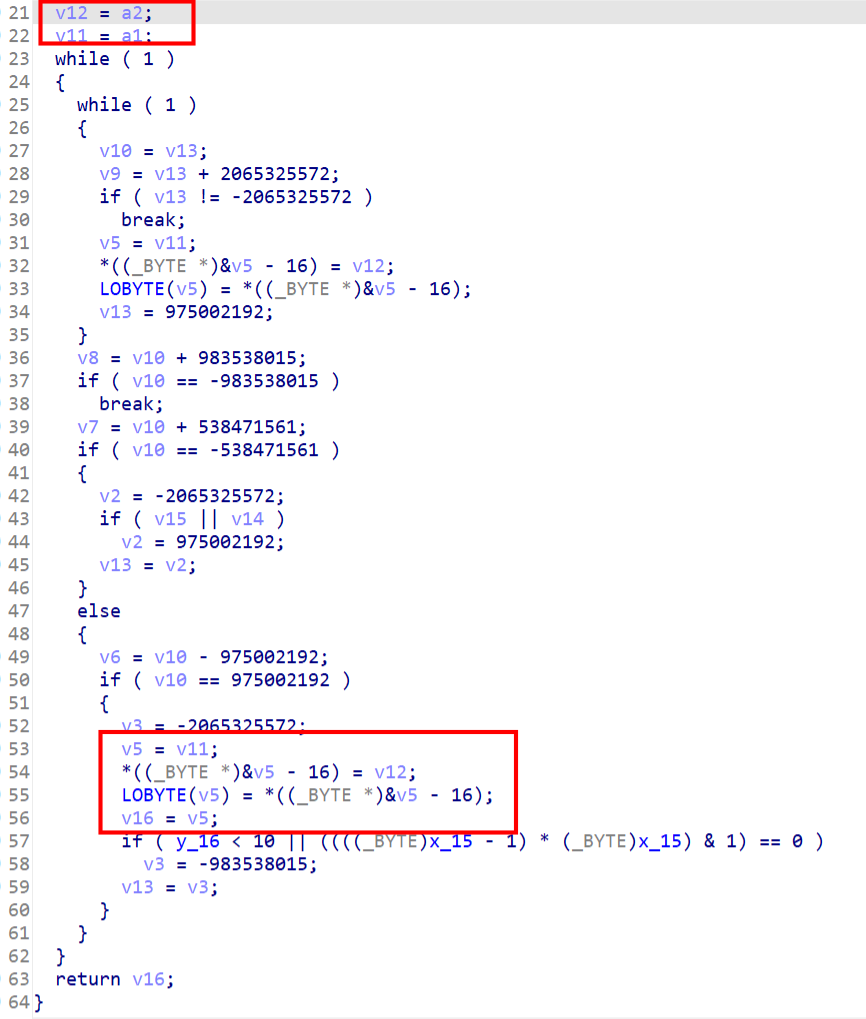 21 v12 = a2;
22 v11 = a1;
23 while ( 1 )
24 {
25 while ( 1 )
26 {
27 v10 = v13;
28 v9 = v13 + 2065325572;
29 if ( v13 != -2065325572 )
30 break;
31 v5 = v11;
32 *((_BYTE *)&v5 - 16) = v12;
33 LOBYTE(v5) = *((_BYTE *)&v5 - 16);
34 v13 = 975002192;
35 }
36 v8 = v10 + 983538015;
37 if ( v10 == -983538015 )
38 break;
39 v7 = v10 + 538471561;
40 if ( v10 == -538471561 )
41 {
42 v2 = -2065325572;
43 if ( v15 || v14 )
44 v2 = 975002192;
45 v13 = v2;
46 }
47 else
48 {
49 v6 = v10 - 975002192;
50 if ( v10 == 975002192 )
51 {
52 v3 = -2065325572;
53 v5 = v11;
54 *((_BYTE *)&v5 - 16) = v12;
55 LOBYTE(v5) = *((_BYTE *)&v5 - 16);
56 v16 = v5;
57 if ( y_16 < 10 || ((((_BYTE)x_15 - 1) * (_BYTE)x_15) & 1) == 0 )
58 v3 = -983538015;
59 v13 = v3;
60 }
61 }
62 }
63 return v16;
64 }